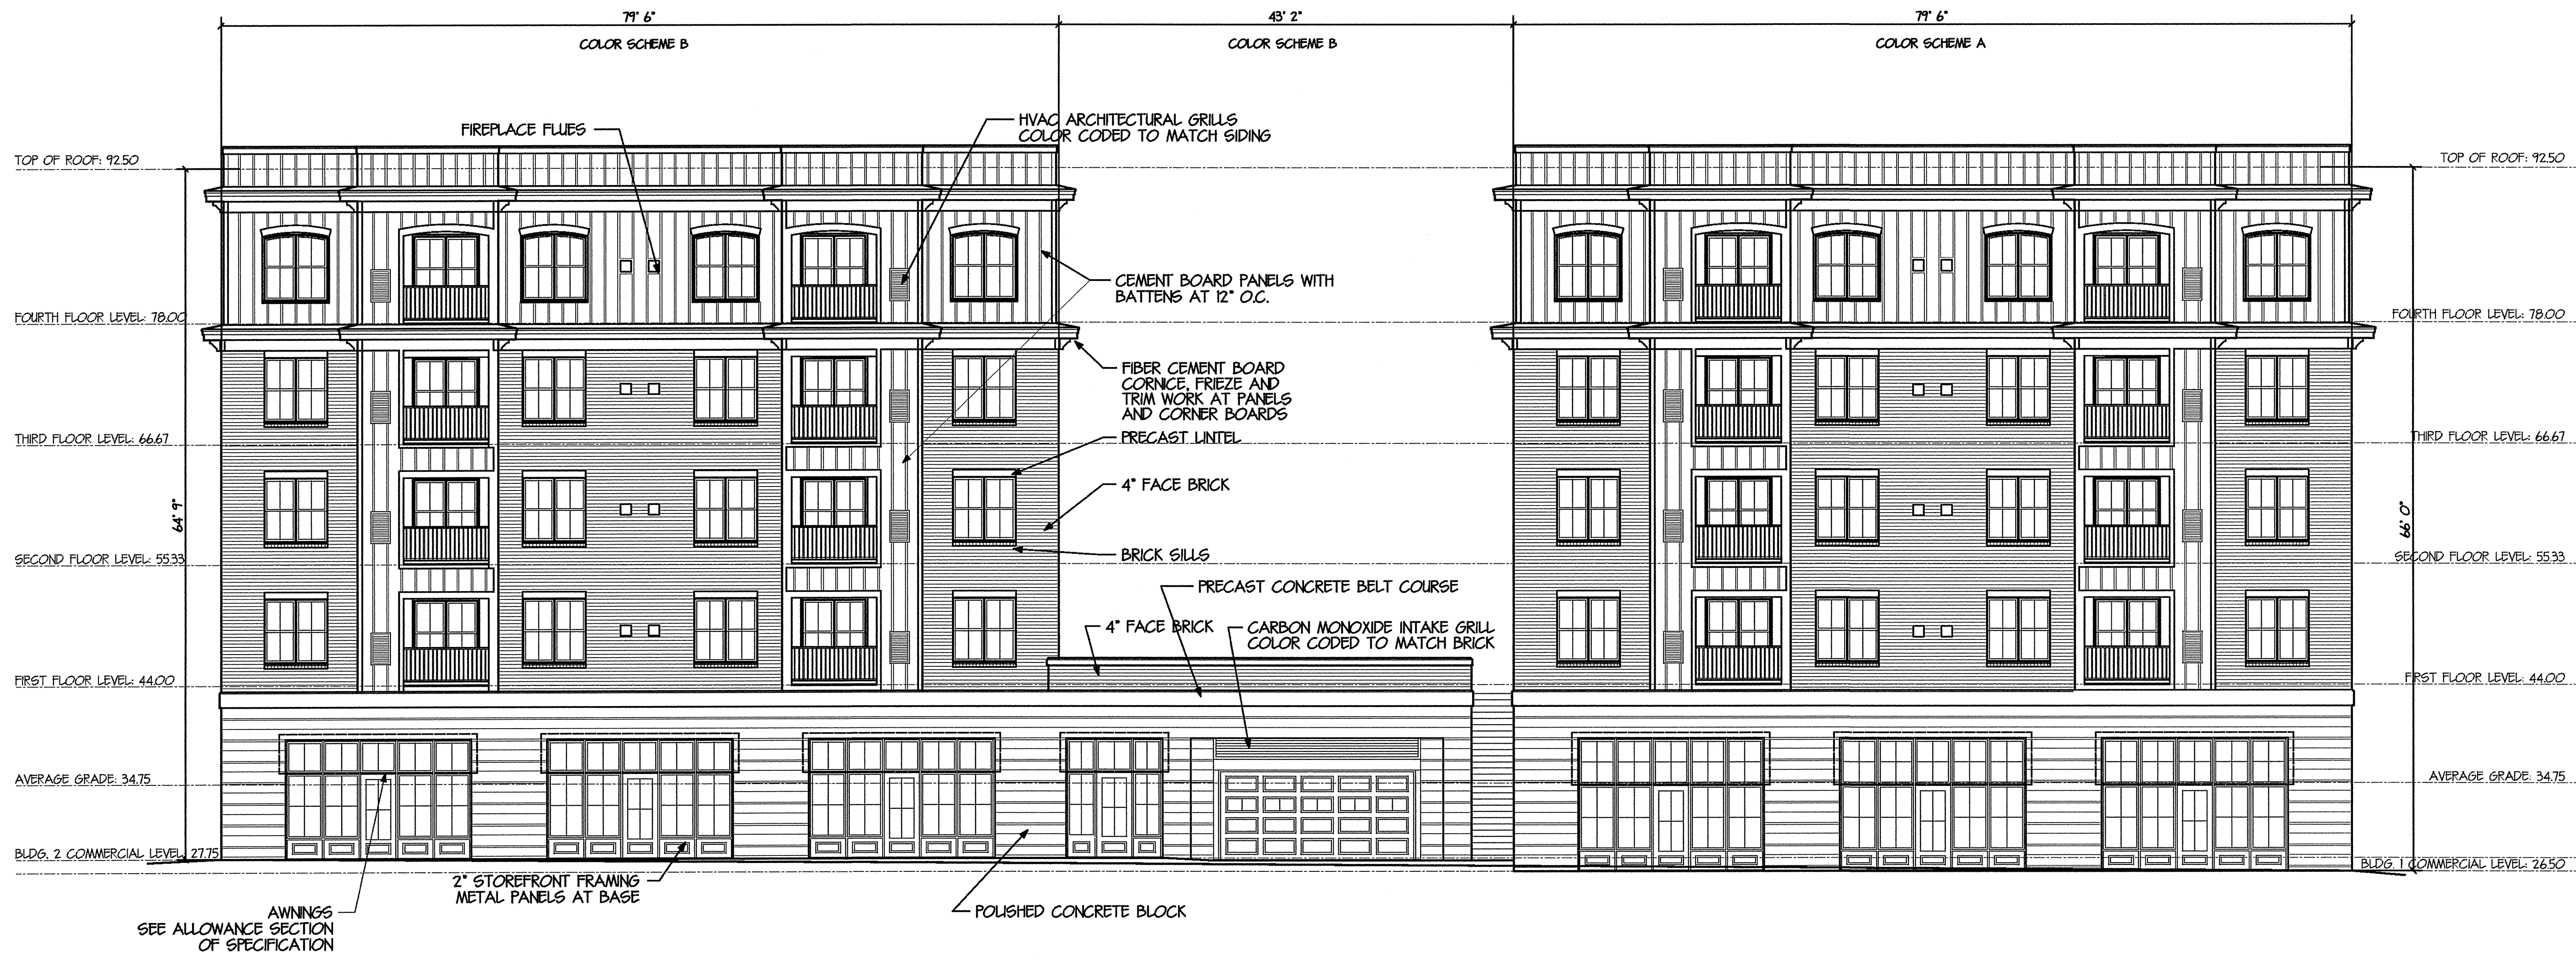 79' 6"
43' 2"
79' 6"
COLOR SCHEME B
COLOR SCHEME B
COLOR SCHEME A
HVAC ARCHITECTURAL GRILLS
COLOR CODED TO MATCH SIDING
FIREPLACE FLUES
TOP OF ROOF: 92.50
TOP OF ROOF: 92.50
CEMENT BOARD PANELS WITH
BATTENS AT 12" O.C.
FOURTH FLOOR LEVEL: 78.00
FOURTH FLOOR LEVEL: 78.00
FIBER CEMENT BOARD
CORNICE, FRIEZE AND
TRIM WORK AT PANELS
AND CORNER BOARDS
THIRD FLOOR LEVEL: 66.67
PRECAST LINTEL
THIRD FLOOR LEVEL: 66.67
4" FACE BRICK
64' 9"
66' 0"
SECOND FLOOR LEVEL: 55.33
BRICK SILLS
SECOND FLOOR LEVEL: 55.33
PRECAST CONCRETE BELT COURSE
4" FACE BRICK
CARBON MONOXIDE INTAKE GRILL
COLOR CODED TO MATCH BRICK
FIRST FLOOR LEVEL: 44.00
FIRST FLOOR LEVEL: 44.00
AVERAGE GRADE: 34.75
AVERAGE GRADE: 34.75
BLDG. 2 COMMERCIAL LEVEL: 27.75
BLDG. 1 COMMERCIAL LEVEL: 26.50
2" STOREFRONT FRAMING
METAL PANELS AT BASE
AWNINGS
SEE ALLOWANCE SECTION
OF SPECIFICATION
POLISHED CONCRETE BLOCK